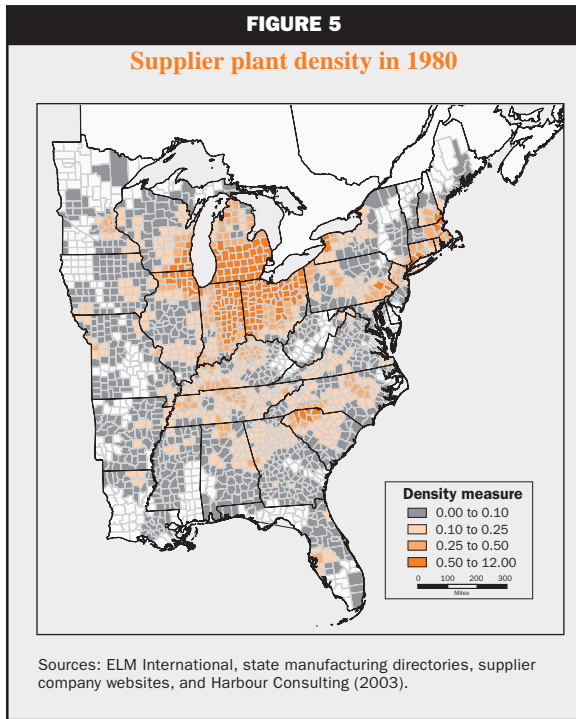 FIGURE 5
Supplier plant density in 1980
Density measure
0.00 to 0.10
0.10 to 0.25
0.25 to 0.50
0.50 to 12.00
0 100 200 300
Miles
Sources: ELM International, state manufacturing directories, supplier
company websites, and Harbour Consulting (2003).